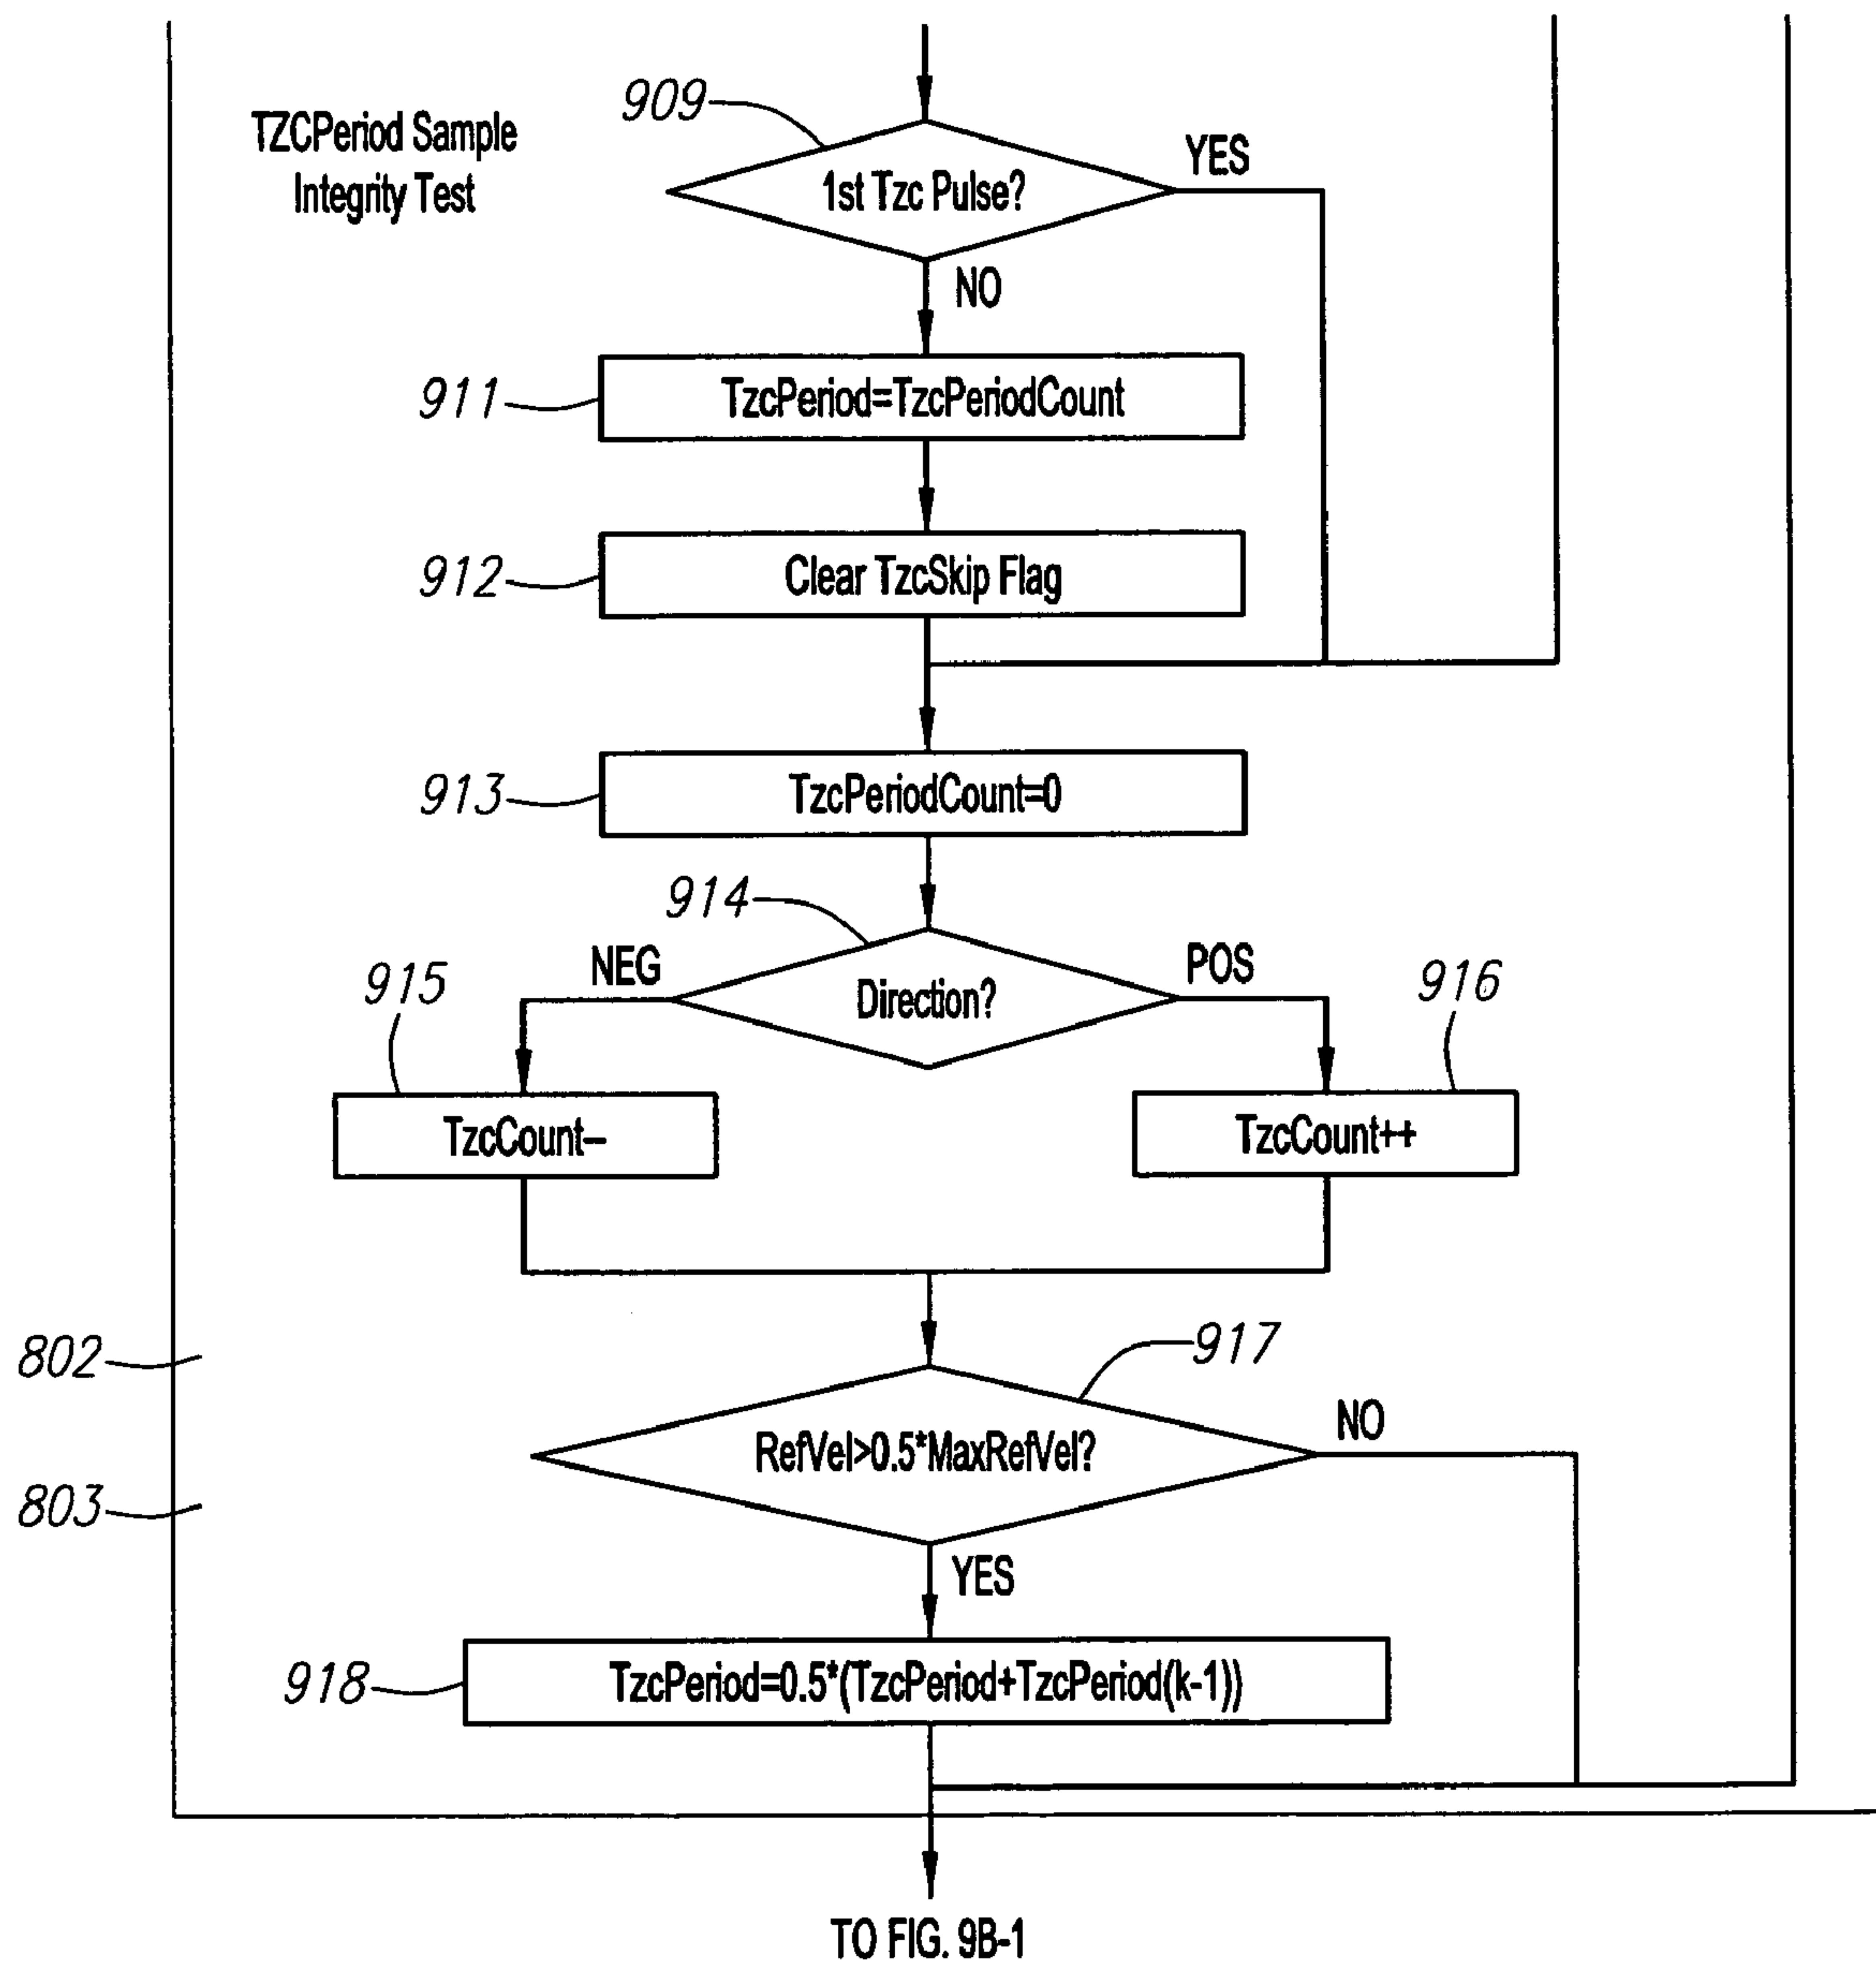 909
TZCPeriod Sample
Integrity Test
YES
1st Tzc Pulse?
NO
911
TzcPeriod=TzcPeriodCount
912
Clear TzcSkip Flag
913
TzcPeriodCount=0
914
NEG
POS
915
Direction?
916
TzcCount–
TzcCount++
802
917
RefVel>0.5*MaxRefVel?
NO
803
YES
918
TzcPeriod=0.5*(TzcPeriod+TzcPeriod(k-1))
TO FIG. 9B-1